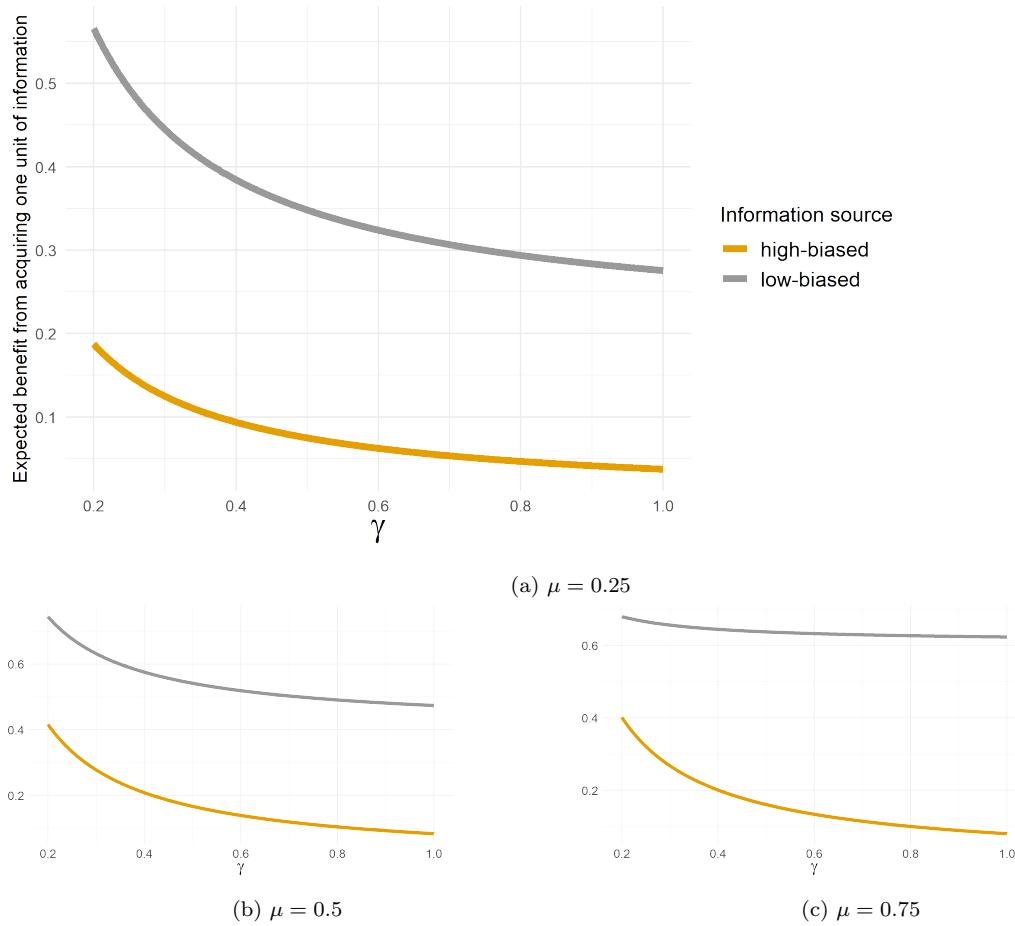 Expected benefit from acquiring one unit of information
0.5
0.4
0.3
0.2
0.1
0.2 0.4 0.6 0.8 1.0
γ
Information source
high-biased
low-biased
(a) μ = 0.25
0.6
0.4
0.2
0.2 0.4 0.6 0.8 1.0
γ
(b) μ = 0.5
0.6
0.4
0.2
0.2 0.4 0.6 0.8 1.0
γ
(c) μ = 0.75